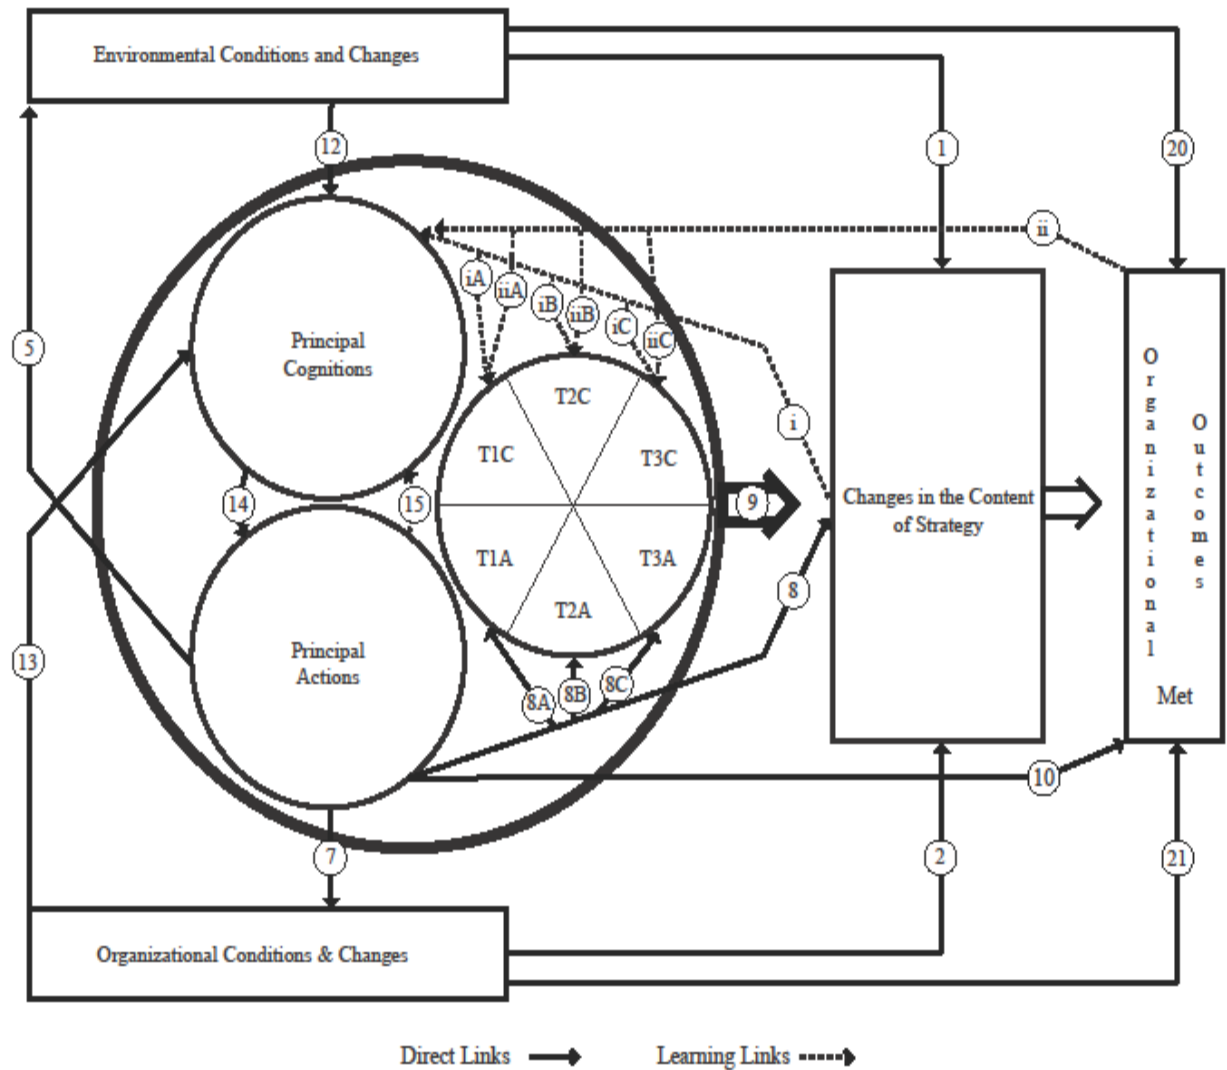 Environmental Conditions and Changes
12
1
20
ii
iA
iiA
iB
iiB
iC
iiC
5
Principal
Cognitions
T2C
i
T1C
T3C
14
15
9
Changes in the Content
of Strategy
Organizational
Outcomes
Met
T1A
T3A
8
T2A
13
Principal
Actions
8A
8B
8C
10
7
2
21
Organizational Conditions & Changes
Direct Links
Learning Links